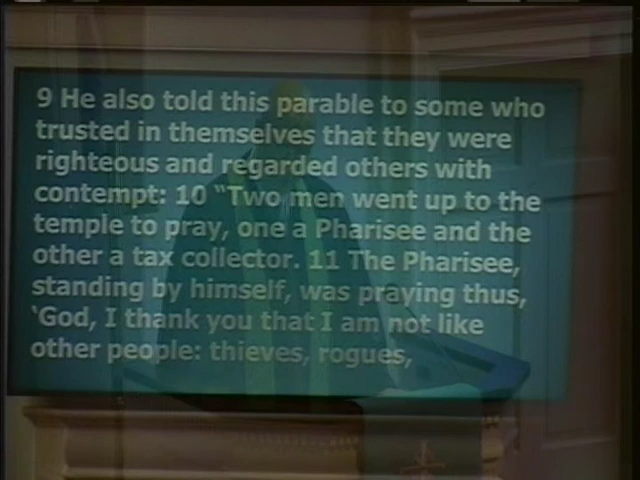 9 He also told this parable to some who
trusted in themselves that they were
righteous and regarded others with
contempt: 10 “Two men went up to the
temple to pray, one a Pharisee and the
other a tax collector. 11 The Pharisee,
standing by himself, was praying thus,
‘God, I thank you that I am not like
other people: thieves, rogues,